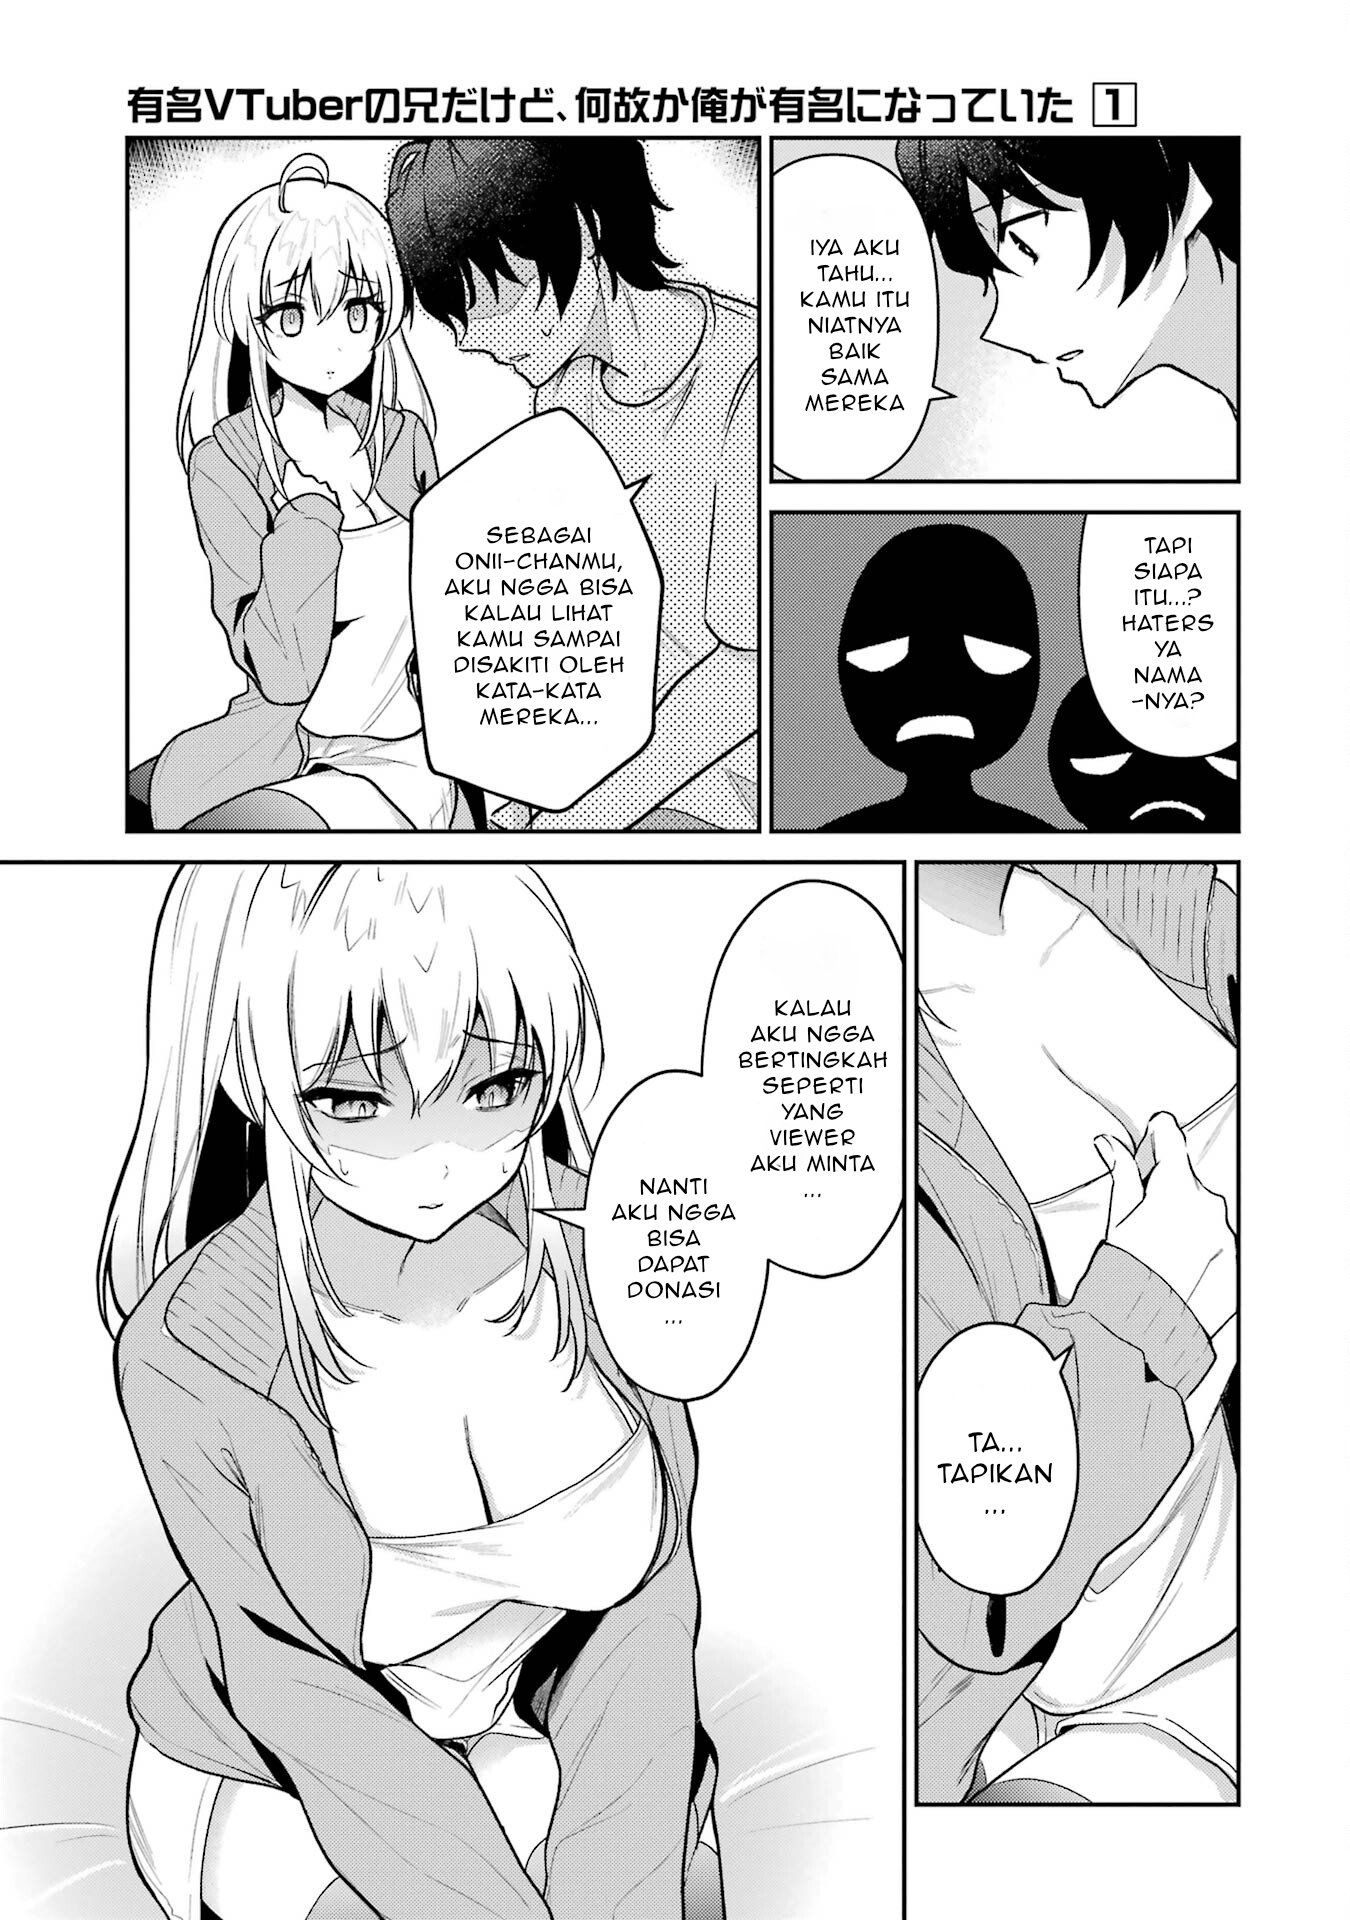 有名VTuberの兄だけど、何故か俺が有名になっていた 1
IYA AKU
TAHU...
KAMU ITU
NIATNYA
BAIK
SAMA
MEREKA
TAPI
SIAPA
ITU...?
HATERS
YA
NAMA
-NYA?
SEBAGAI
ONII-CHANMU,
AKU NGGA BISA
KALAU LIHAT
KAMU SAMPAI
DISAKITI OLEH
KATA-KATA
MEREKA...
TA...
TAPIKAN
...
KALAU
AKU NGGA
BERTINGKAH
SEPERTI
YANG
VIEWER
AKU MINTA
...
NANTI
AKU NGGA
BISA
DAPAT
DONASI
...